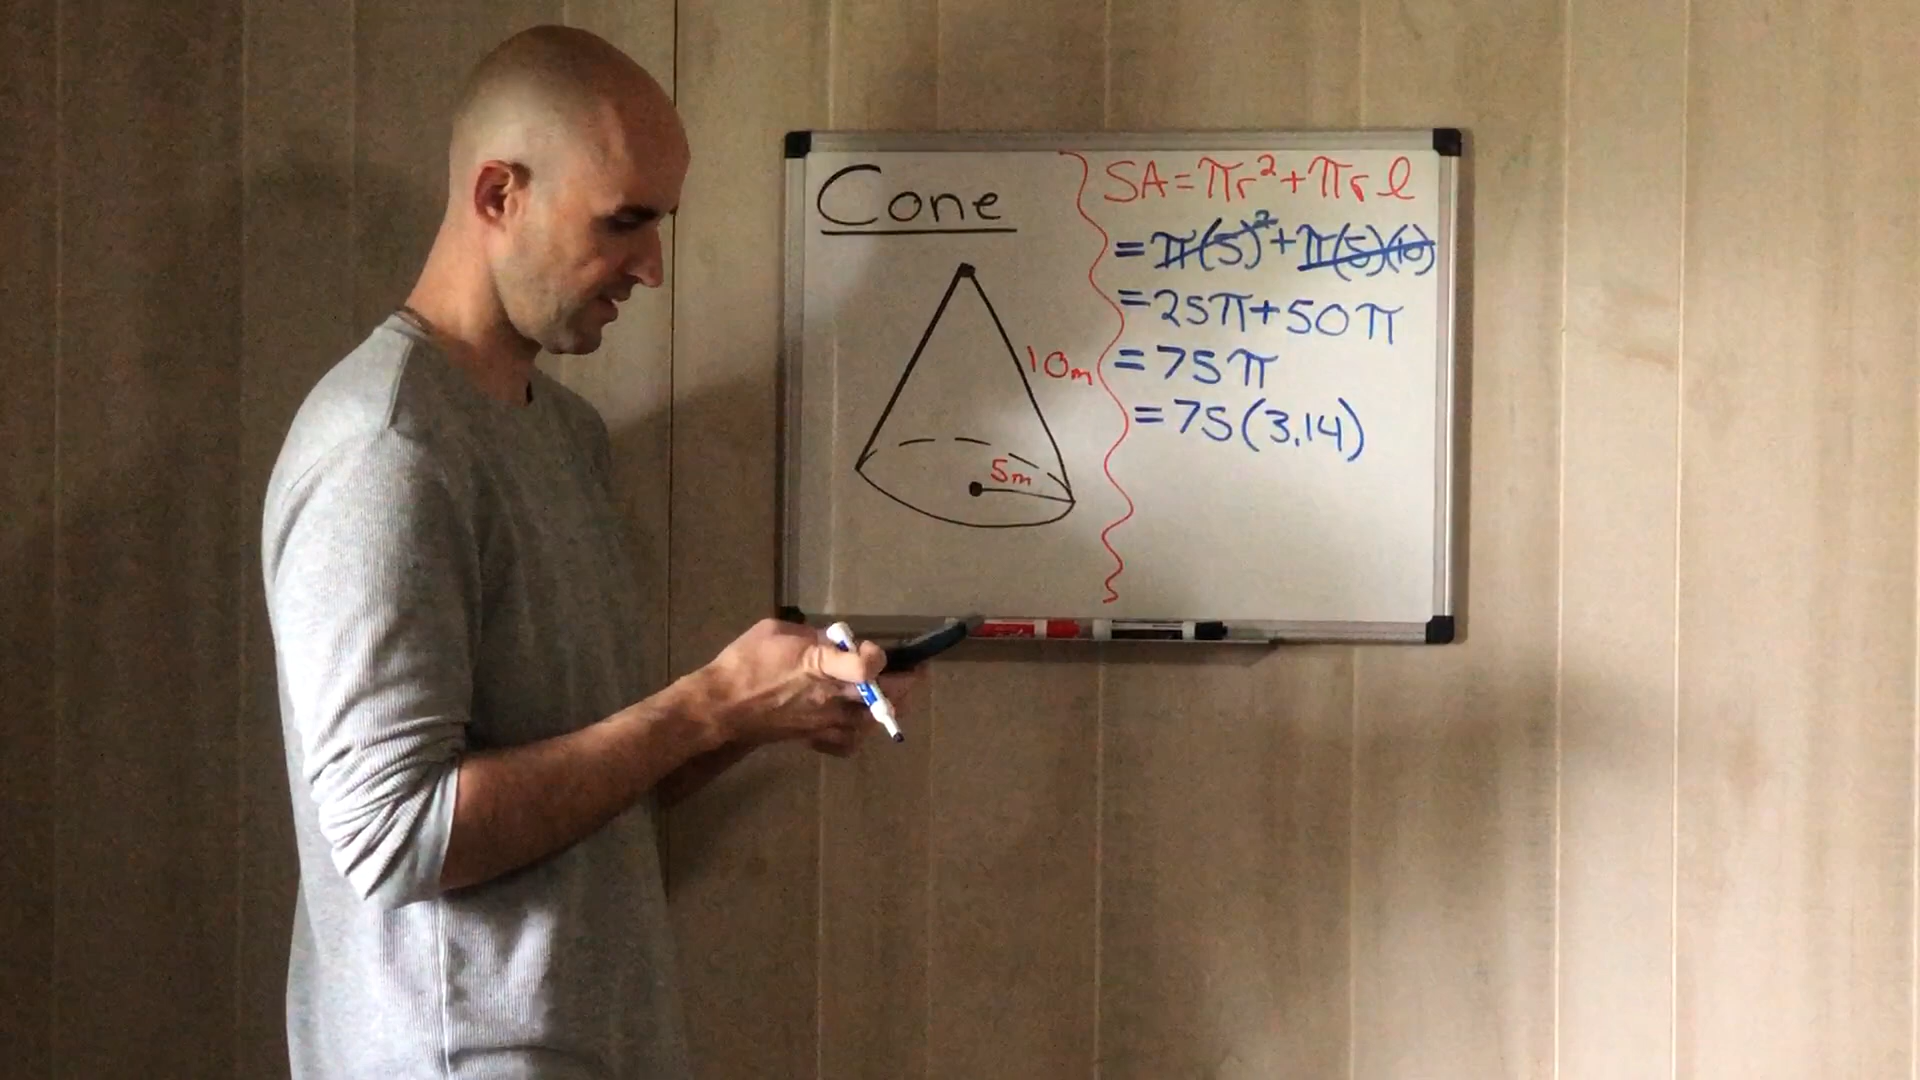 Cone
10m
5m
SA=πr²+πrl
=π(5)²+π(5)(10)
=25π+50π
=75π
=75(3.14)